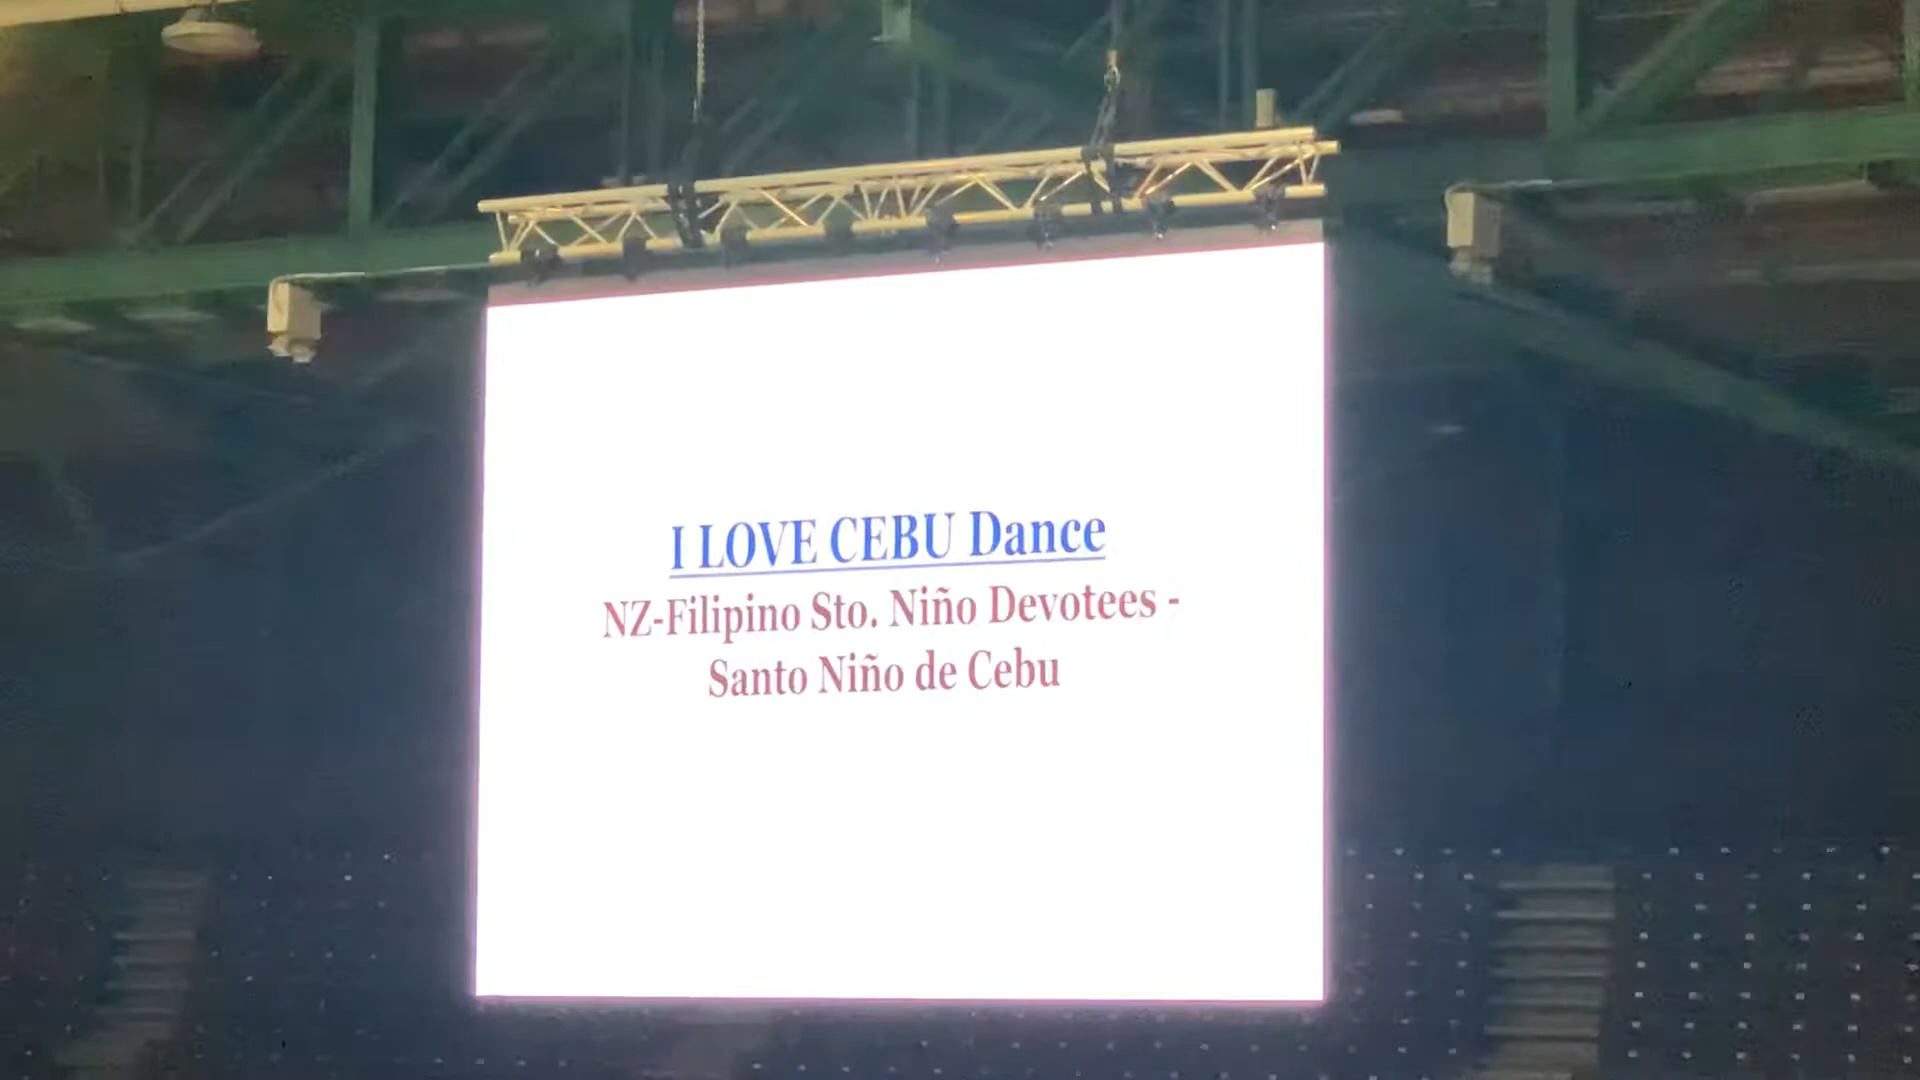 I LOVE CEBU Dance
NZ-Filipino Sto. Niño Devotees -
Santo Niño de Cebu